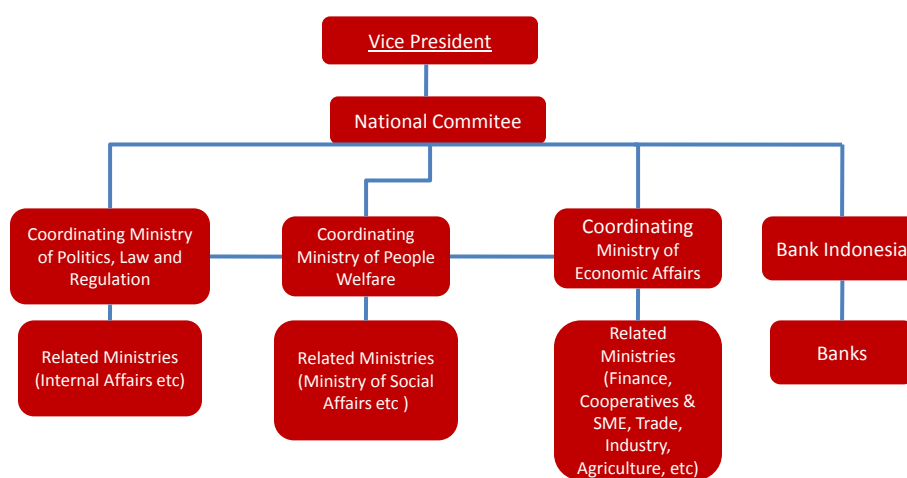 Vice President
National Commitee
Coordinating Ministry
of Politics, Law and
Regulation
Coordinating
Ministry of People
Welfare
Coordinating
Ministry of
Economic Affairs
Bank Indonesia
Related Ministries
(Internal Affairs etc)
Related Ministries
(Ministry of Social
Affairs etc )
Related
Ministries
(Finance,
Cooperatives &
SME, Trade,
Industry,
Agriculture, etc)
Banks